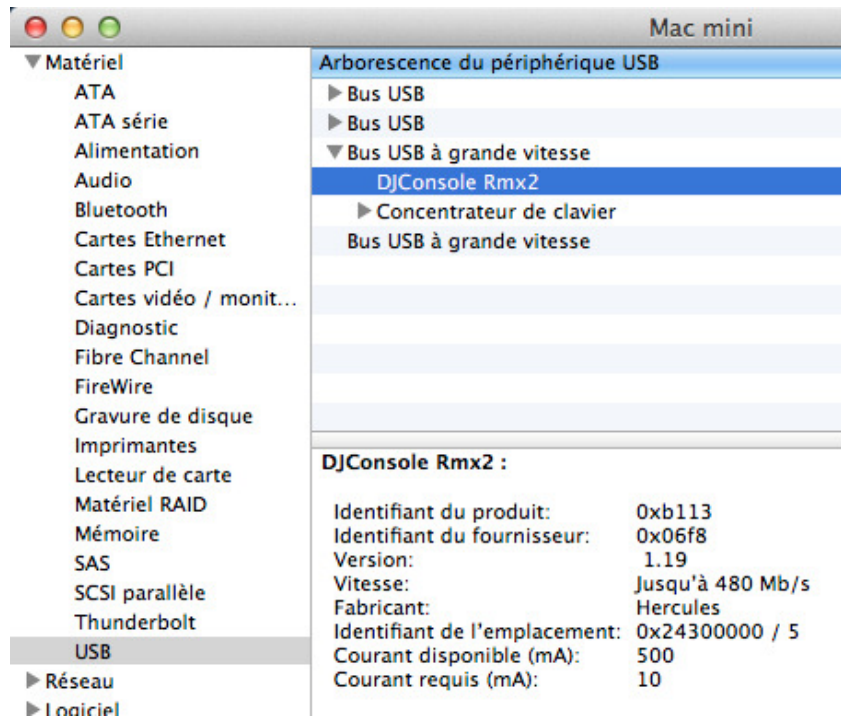 Mac mini
Matériel
ATA
ATA série
Alimentation
Audio
Bluetooth
Cartes Ethernet
Cartes PCI
Cartes vidéo / monit...
Diagnostic
Fibre Channel
FireWire
Gravure de disque
Imprimantes
Lecteur de carte
Matériel RAID
Mémoire
SAS
SCSI parallèle
Thunderbolt
USB
Réseau
Logiciel
Arborescence du périphérique USB
Bus USB
Bus USB
Bus USB à grande vitesse
DJConsole Rmx2
Concentrateur de clavier
Bus USB à grande vitesse
DJConsole Rmx2 :
Identifiant du produit: 0xb113
Identifiant du fournisseur: 0x06f8
Version: 1.19
Vitesse: Jusqu'à 480 Mb/s
Fabricant: Hercules
Identifiant de l'emplacement: 0x24300000 / 5
Courant disponible (mA): 500
Courant requis (mA): 10